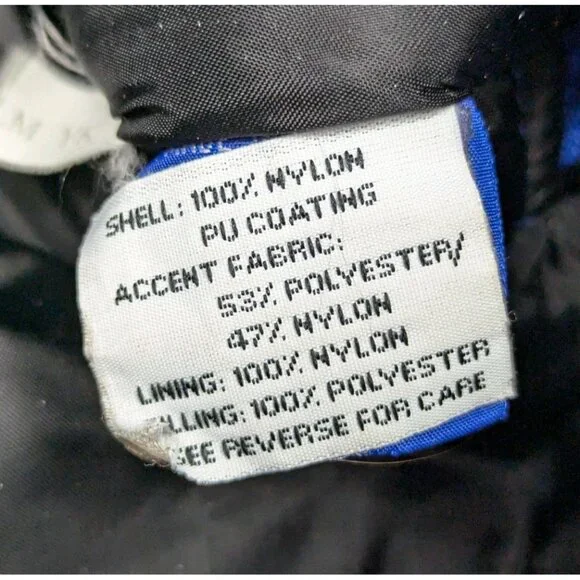 SHELL: 100% NYLON
PU COATING
ACCENT FABRIC:
53% POLYESTER/
47% NYLON
LINING: 100% NYLON
ILLING: 100% POLYESTER
SEE REVERSE FOR CARE